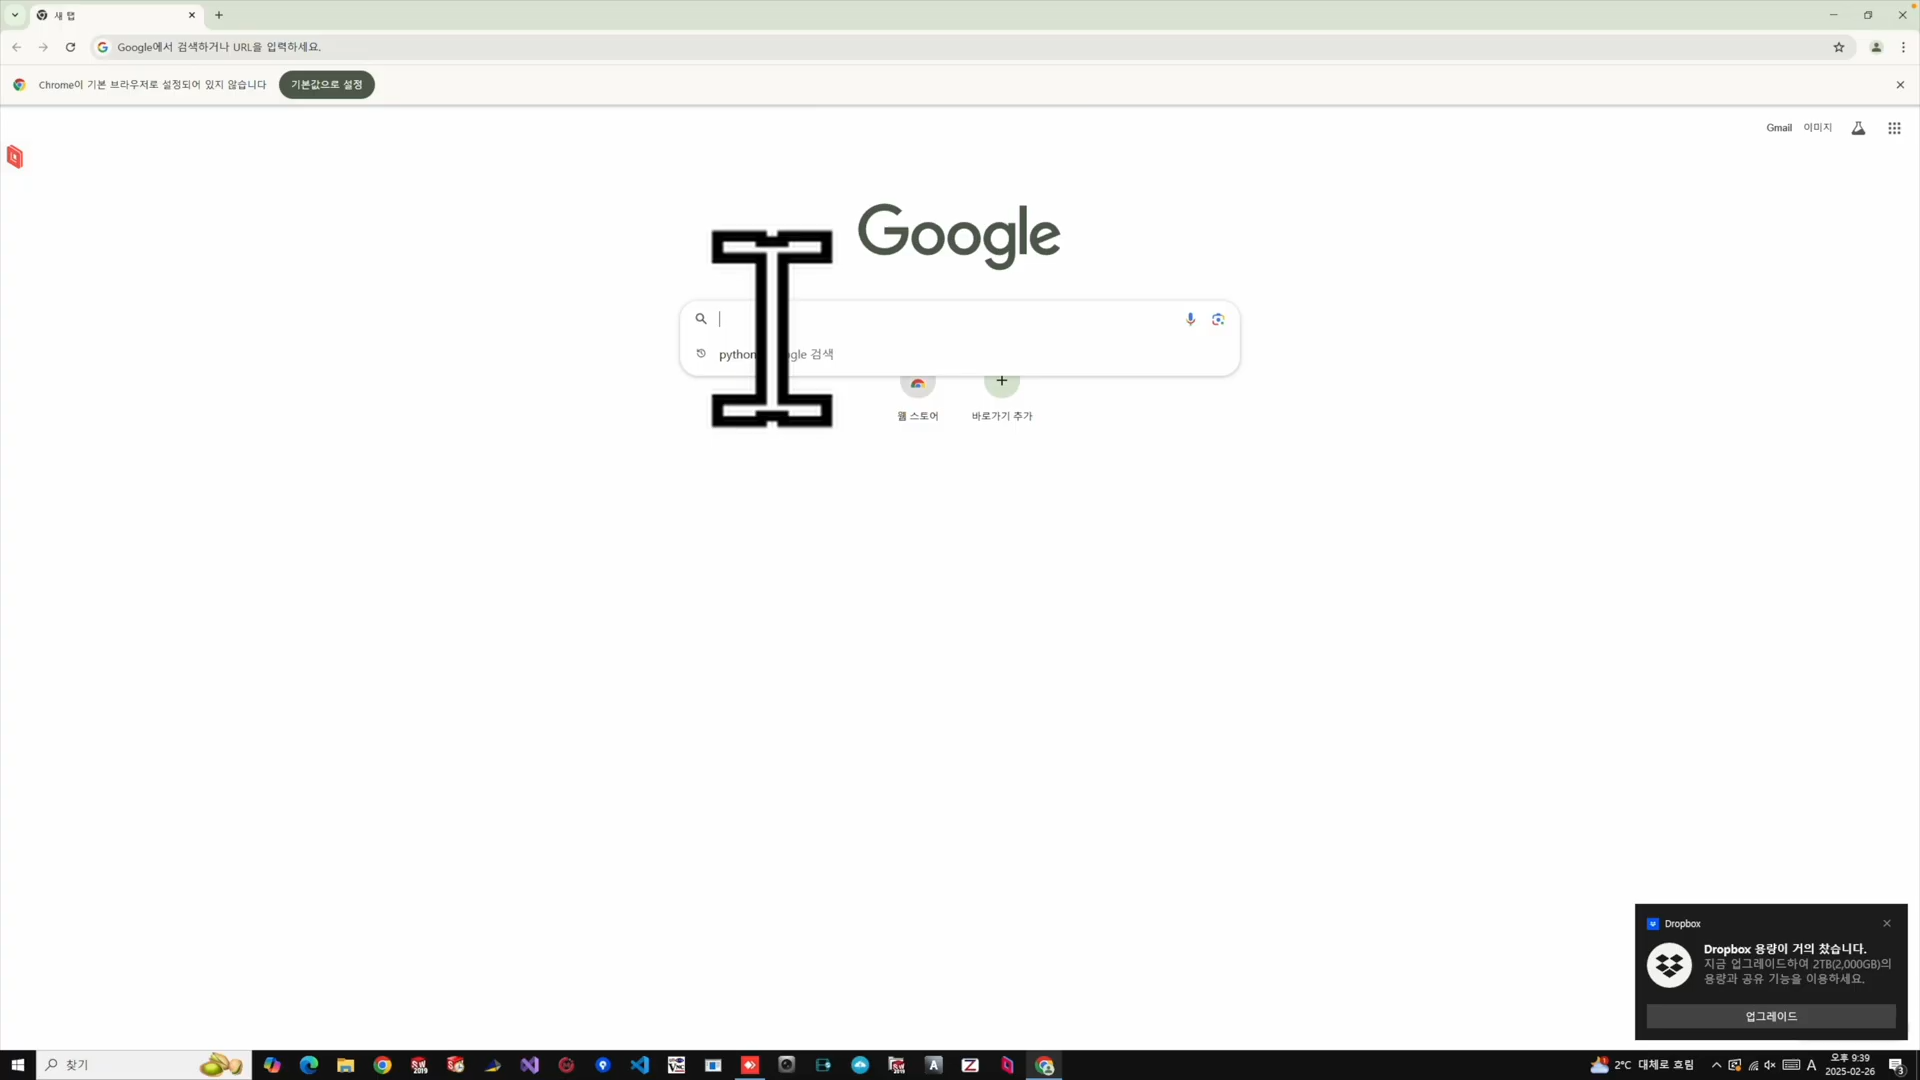 새 탭
Google에서 검색하거나 URL을 입력하세요.
Chrome이 기본 브라우저로 설정되어 있지 않습니다 기본값으로 설정
Gmail 이미지
Google
python 검색
웹 스토어 바로가기 추가
Dropbox
Dropbox 용량이 거의 찼습니다.
지금 업그레이드하여 2TB(2,000GB)의
용량과 공유 기능을 이용하세요.
업그레이드
찾기
2°C 대체로 흐림
A
오후 9:39
2025-02-26
3